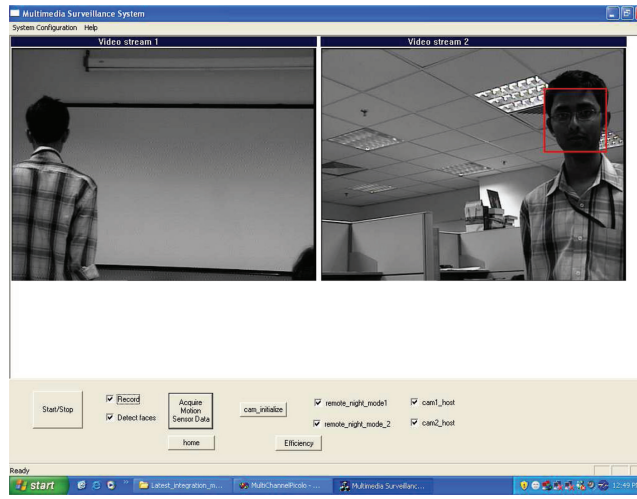 Multimedia Surveillance System
System Configuration Help
Video stream 1
Video stream 2
Start/Stop
Record
Detect faces
Acquire
Motion
Sensor Data
home
cam_initialize
Efficiency
remote_night_mode1
remote_night_mode_2
cam1_host
cam2_host
Ready
start
Latest_integration_m...
MultiChannelPicolo - ...
Multimedia Surveillanc...
12:49 P